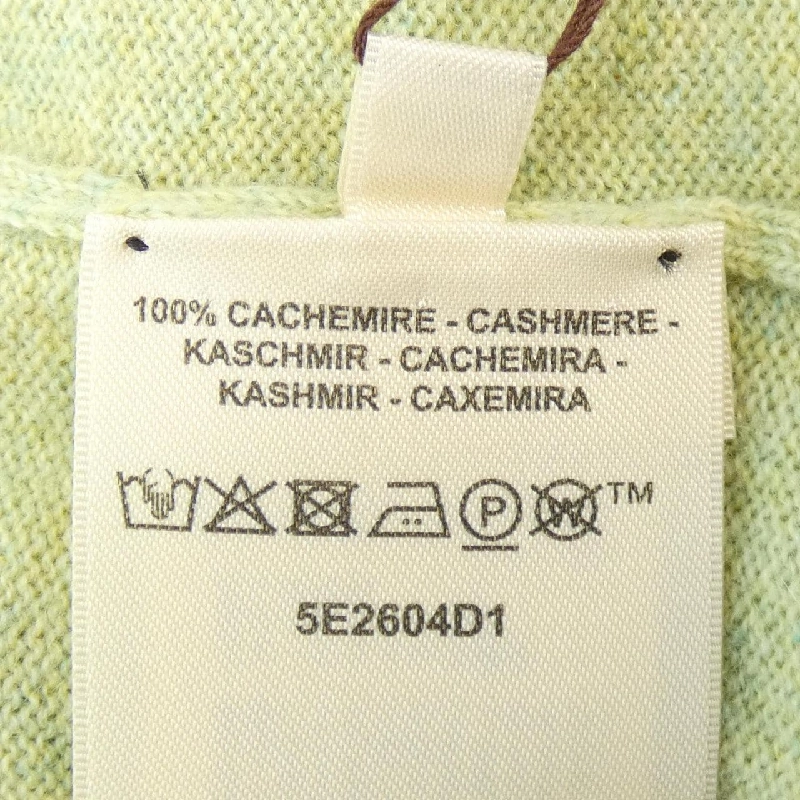 100% CACHEMIRE - CASHMERE -
KASCHMIR - CACHEMIRA -
KASHMIR - CAXEMIRA
P W TM
5E2604D1